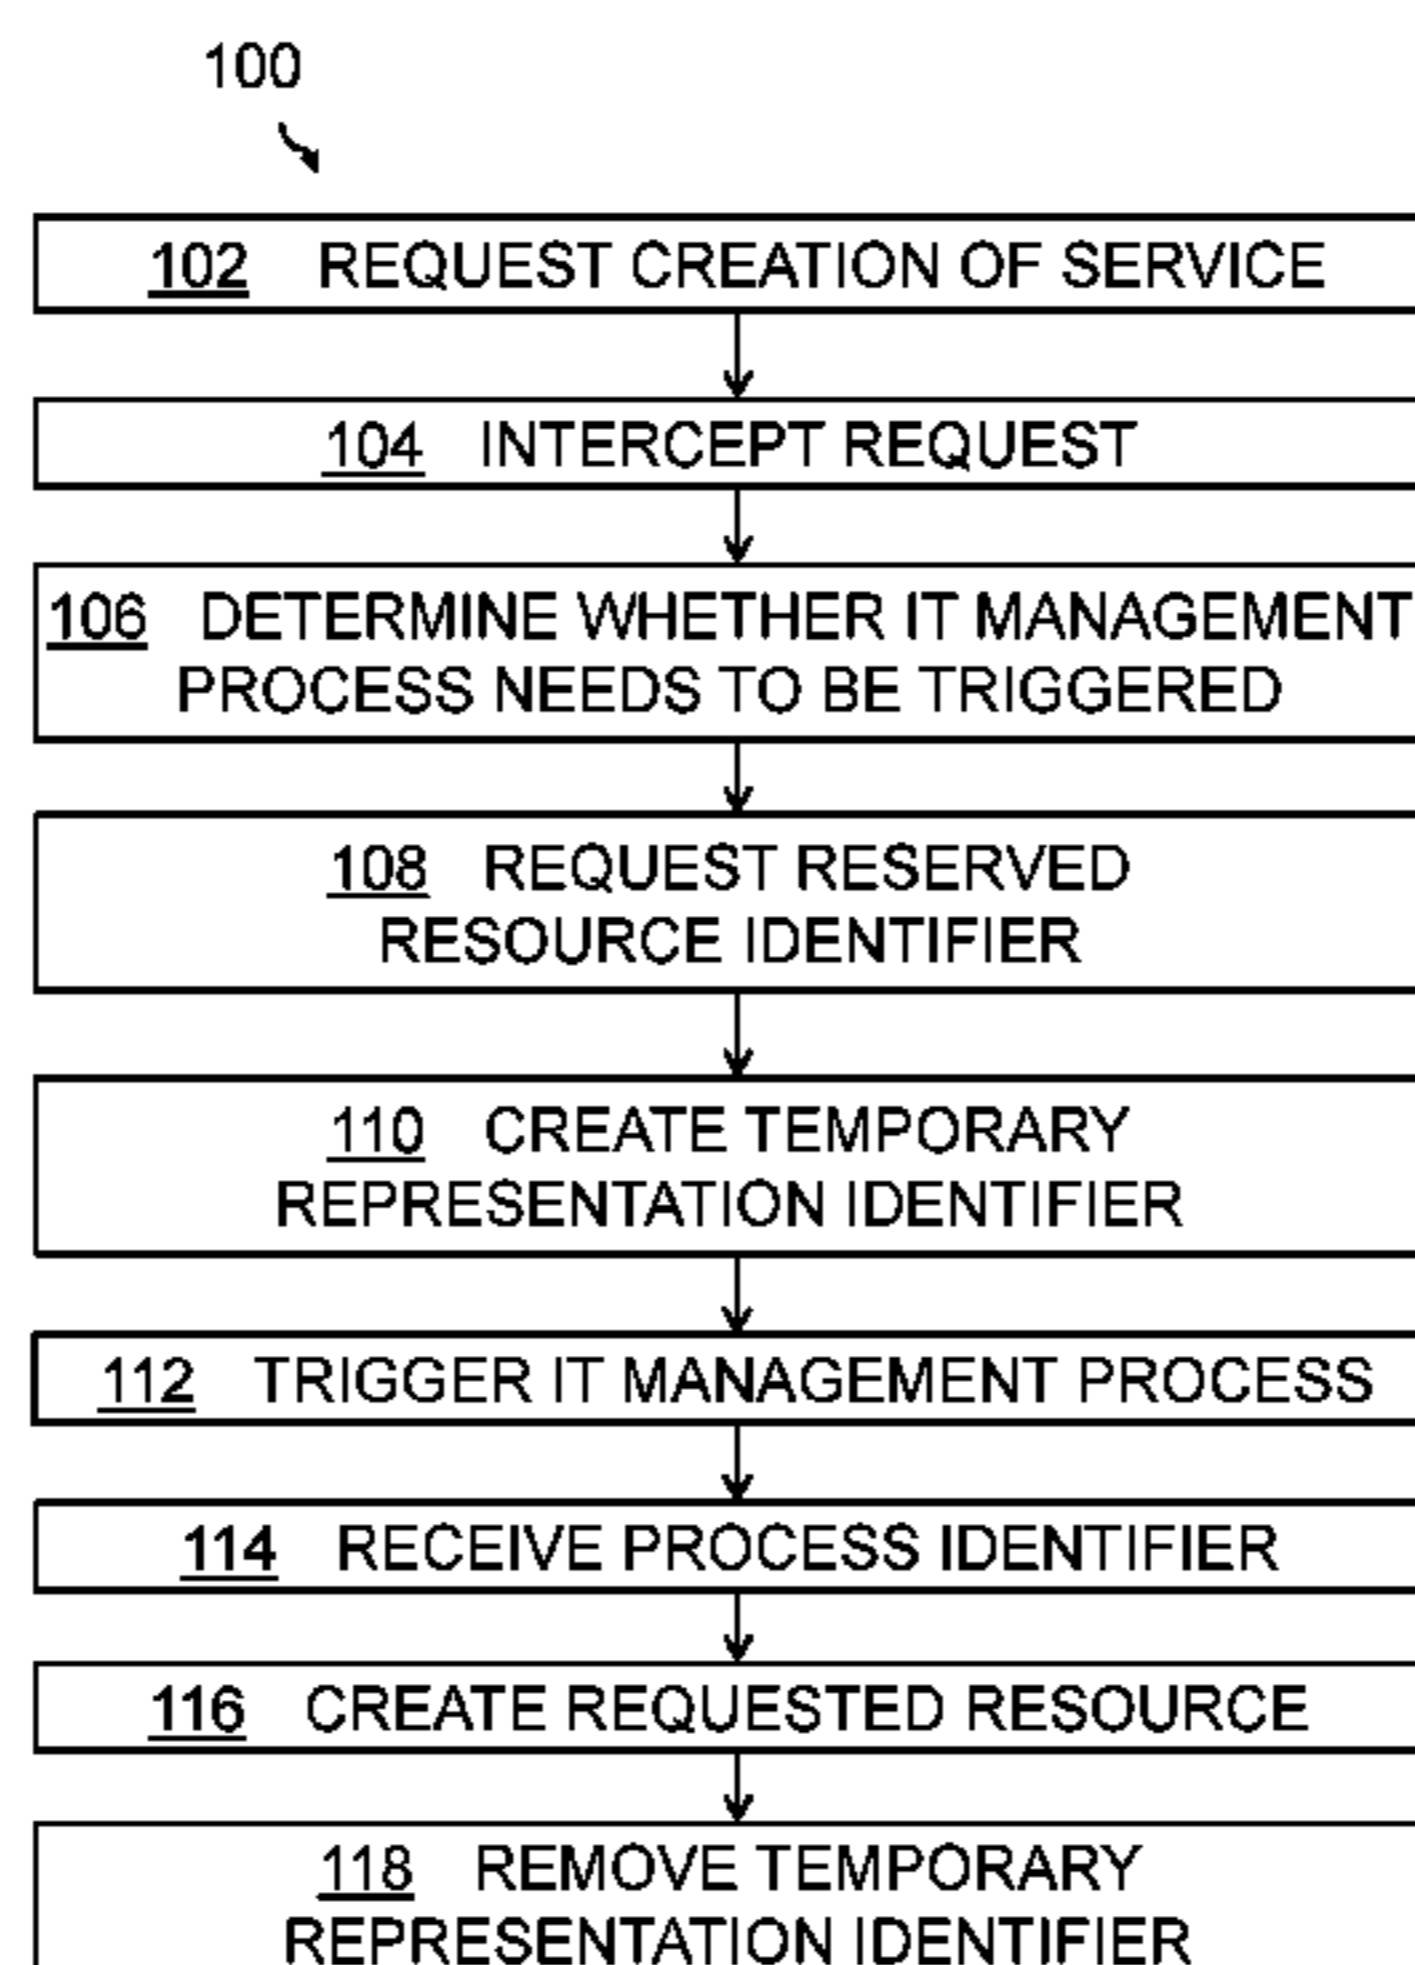 100
102 REQUEST CREATION OF SERVICE
104 INTERCEPT REQUEST
106 DETERMINE WHETHER IT MANAGEMENT
PROCESS NEEDS TO BE TRIGGERED
108 REQUEST RESERVED
RESOURCE IDENTIFIER
110 CREATE TEMPORARY
REPRESENTATION IDENTIFIER
112 TRIGGER IT MANAGEMENT PROCESS
114 RECEIVE PROCESS IDENTIFIER
116 CREATE REQUESTED RESOURCE
118 REMOVE TEMPORARY
REPRESENTATION IDENTIFIER